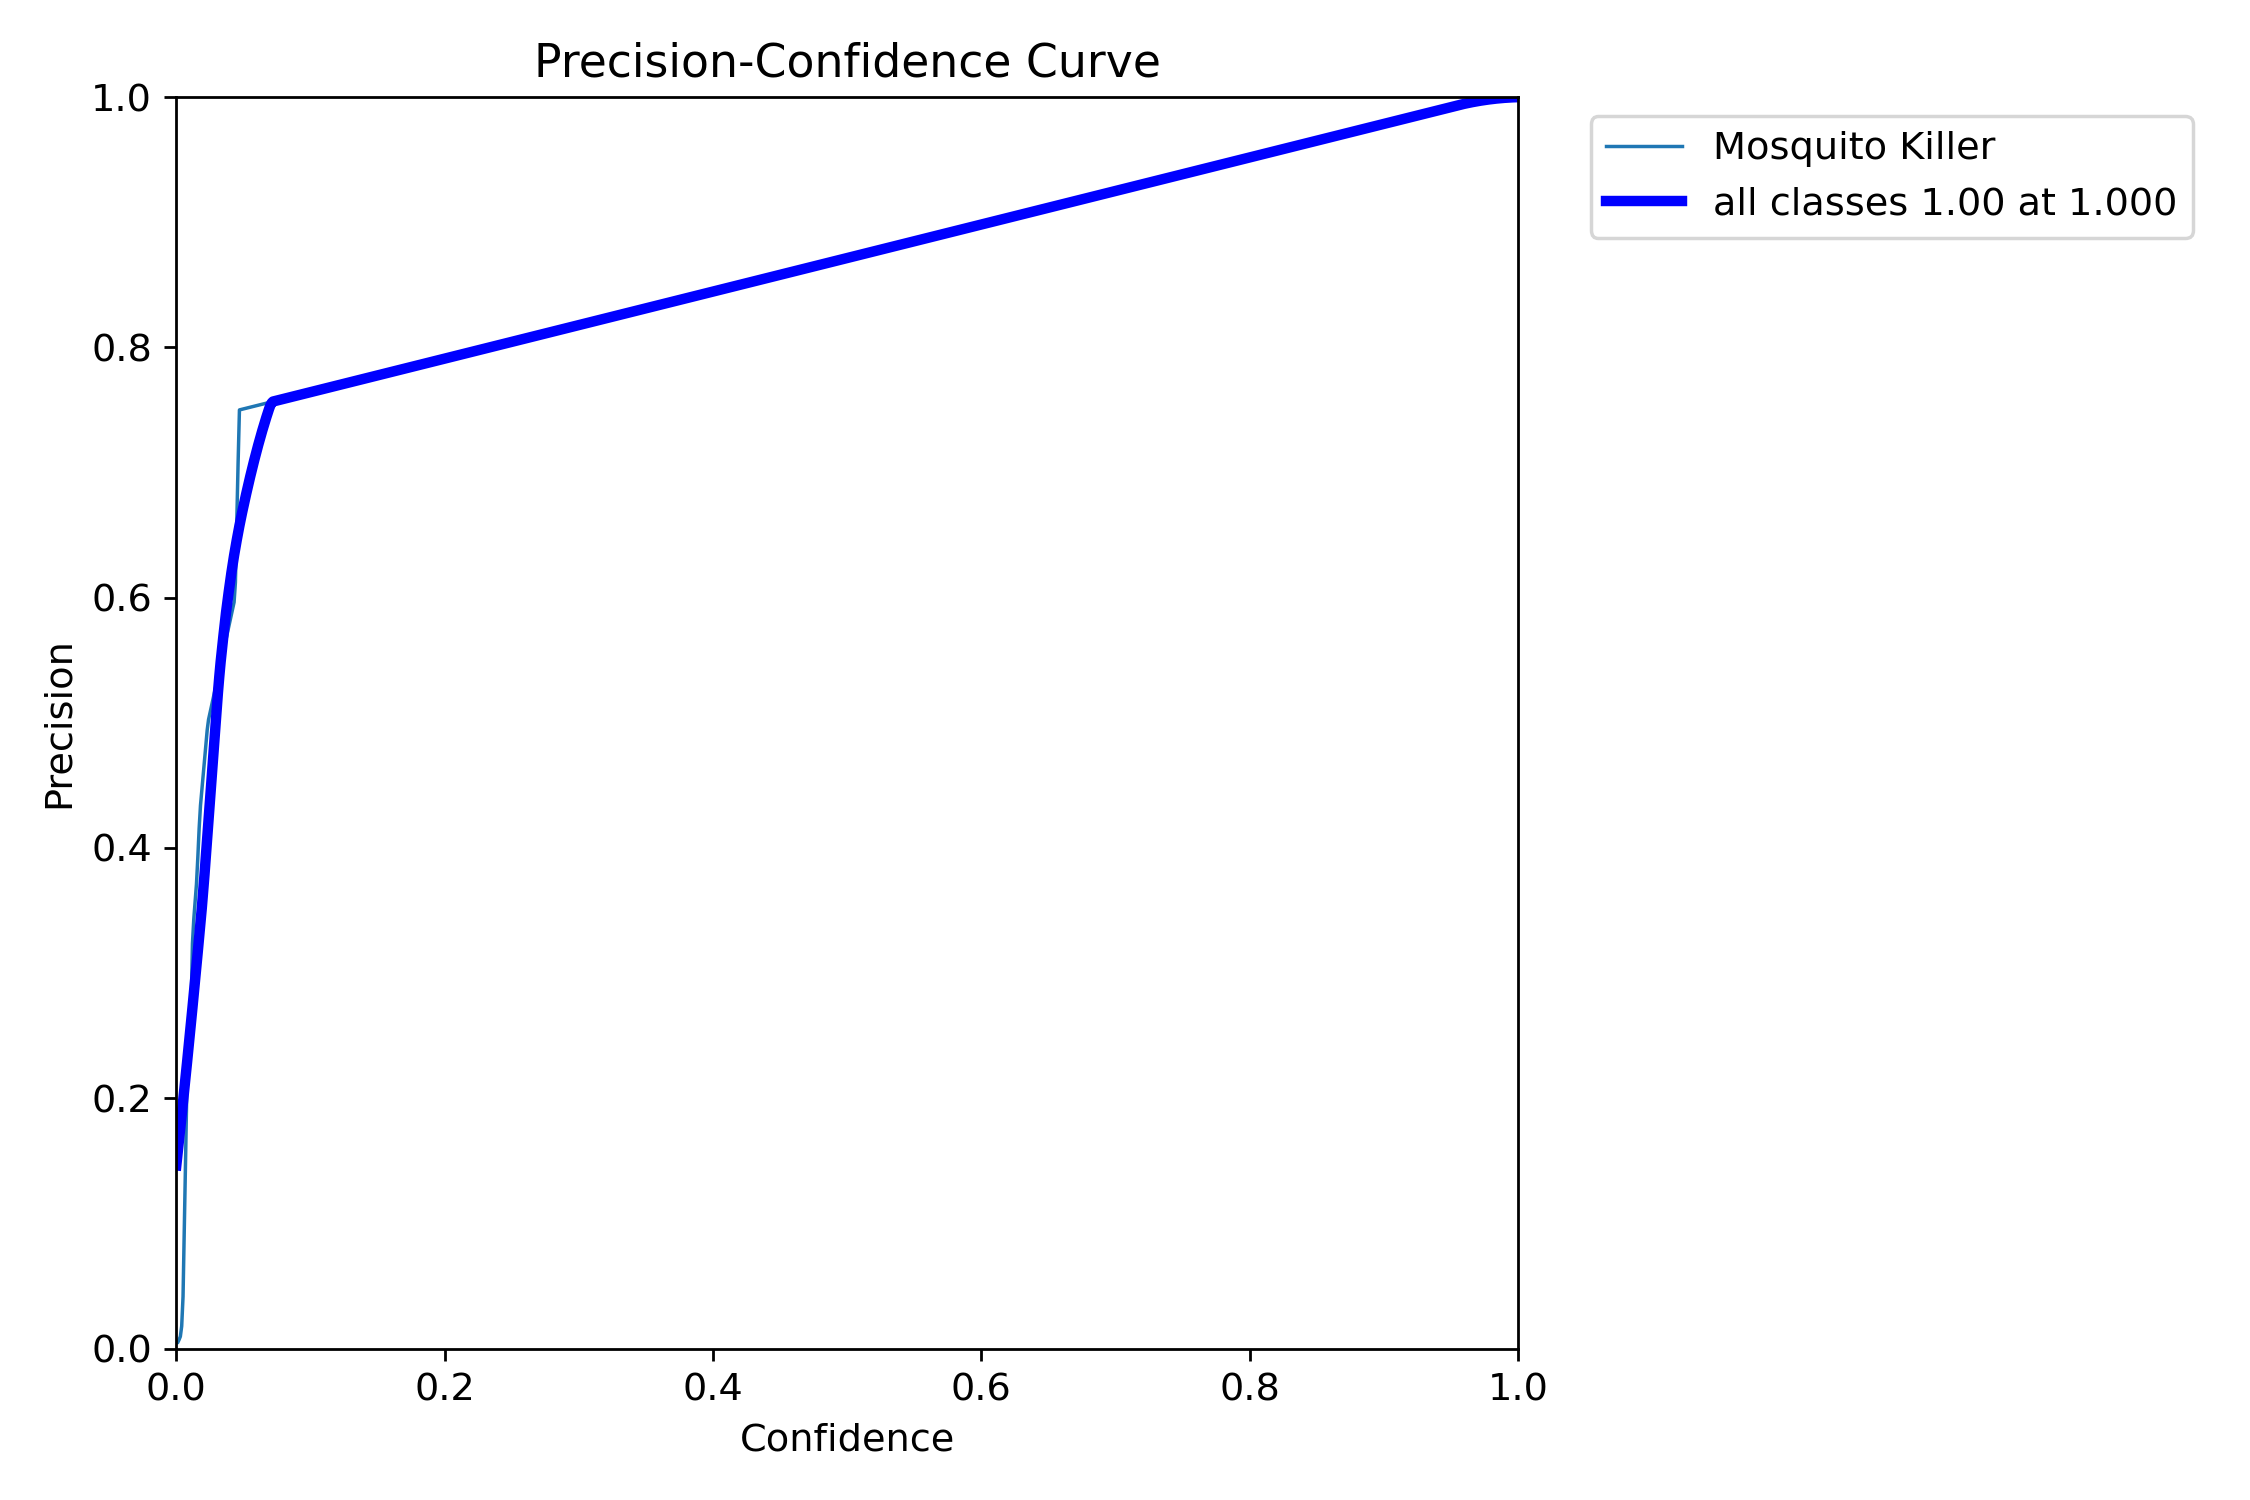 Precision-Confidence Curve
1.0
0.8
0.6
0.4
0.2
0.0
Precision
0.0 0.2 0.4 0.6 0.8 1.0
Confidence
Mosquito Killer
all classes 1.00 at 1.000